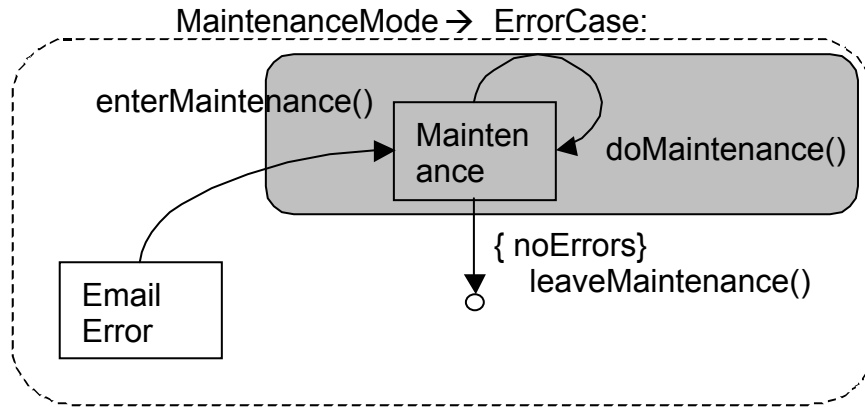 MaintenanceMode → ErrorCase:
enterMaintenance()
Mainten
ance
doMaintenance()
{ noErrors}
leaveMaintenance()
Email
Error